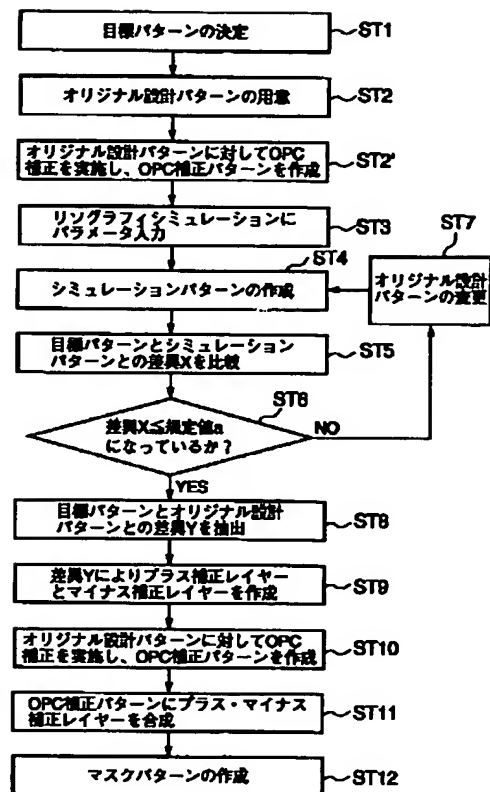 目標パターンの決定
ST1
オリジナル設計パターンの用意
ST2
オリジナル設計パターンに対してOPC
補正を実施し、OPC補正パターンを作成
ST2'
リソグラフィシミュレーションに
パラメータ入力
ST3
ST4
シミュレーションパターンの作成
ST7
オリジナル設計
パターンの変更
目標パターンとシミュレーション
パターンとの差異Xを比較
ST5
ST6
差異X≦規定値a
になっているか？
NO
YES
目標パターンとオリジナル設計
パターンとの差異Yを抽出
ST8
差異Yによりプラス補正レイヤー
とマイナス補正レイヤーを作成
ST9
オリジナル設計パターンに対してOPC
補正を実施し、OPC補正パターンを作成
ST10
OPC補正パターンにプラス・マイナス
補正レイヤーを合成
ST11
マスクパターンの作成
ST12